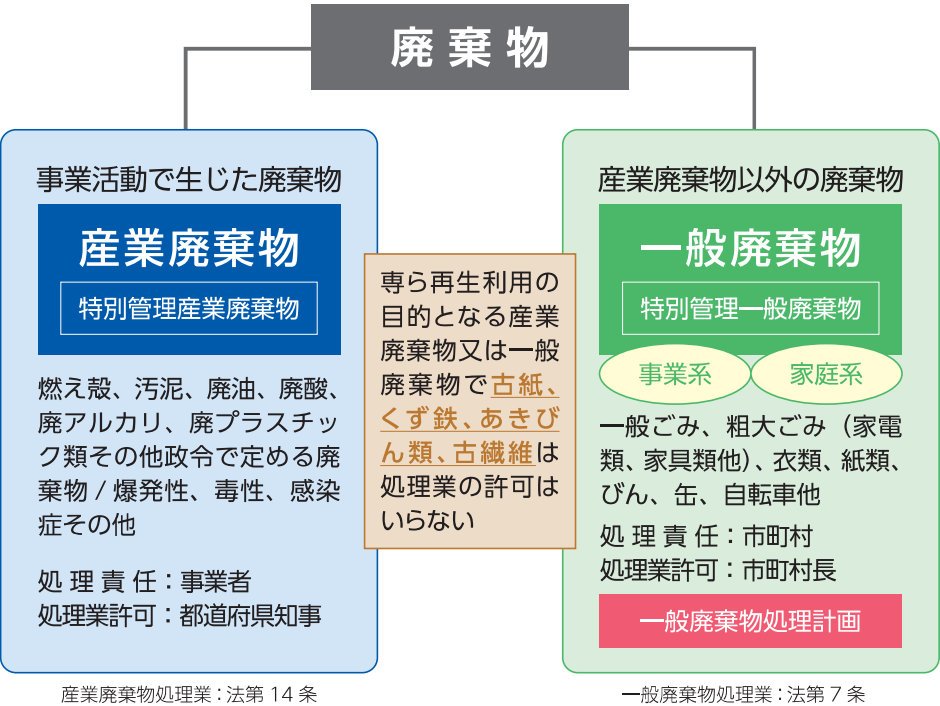 廃棄物
事業活動で生じた廃棄物
産業廃棄物
特別管理産業廃棄物
燃え殻、汚泥、廃油、廃酸、
廃アルカリ、廃プラスチッ
ク類その他政令で定める廃
棄物/爆発性、毒性、感染
症その他
処理責任：事業者
処理業許可：都道府県知事
産業廃棄物処理業：法第14条
専ら再生利用の
目的となる産業
廃棄物又は一般
廃棄物で古紙、
くず鉄、あきび
ん類、古繊維は
処理業の許可は
いらない
産業廃棄物以外の廃棄物
一般廃棄物
特別管理一般廃棄物
事業系
家庭系
一般ごみ、粗大ごみ（家電
類、家具類他）、衣類、紙類、
びん、缶、自転車他
処理責任：市町村
処理業許可：市町村長
一般廃棄物処理計画
一般廃棄物処理業：法第7条